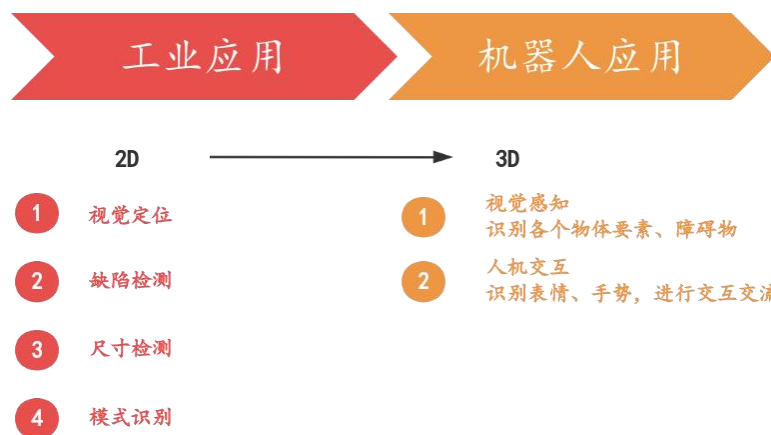 工业应用
机器人应用
2D
3D
1 视觉定位
2 缺陷检测
3 尺寸检测
4 模式识别
1 视觉感知
识别各个物体要素、障碍物
2 人机交互
识别表情、手势，进行交互交流